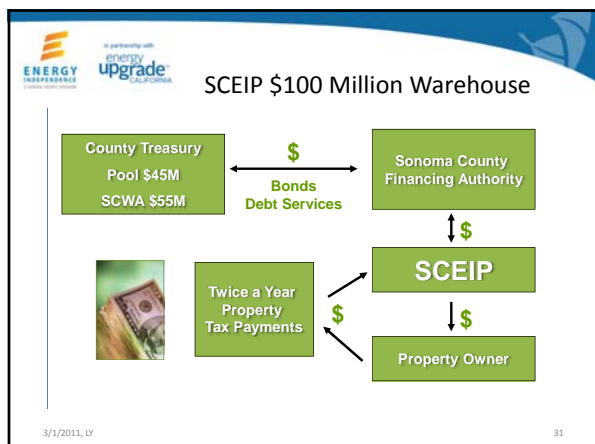 ENERGY
INDEPENDENCE
in partnership with
energy
upgrade
CALIFORNIA
SCEIP $100 Million Warehouse
County Treasury
Pool $45M
SCWA $55M
$
Bonds
Debt Services
Sonoma County
Financing Authority
$
SCEIP
Twice a Year
Property
Tax Payments
$
$
Property Owner
3/1/2011, LY
31